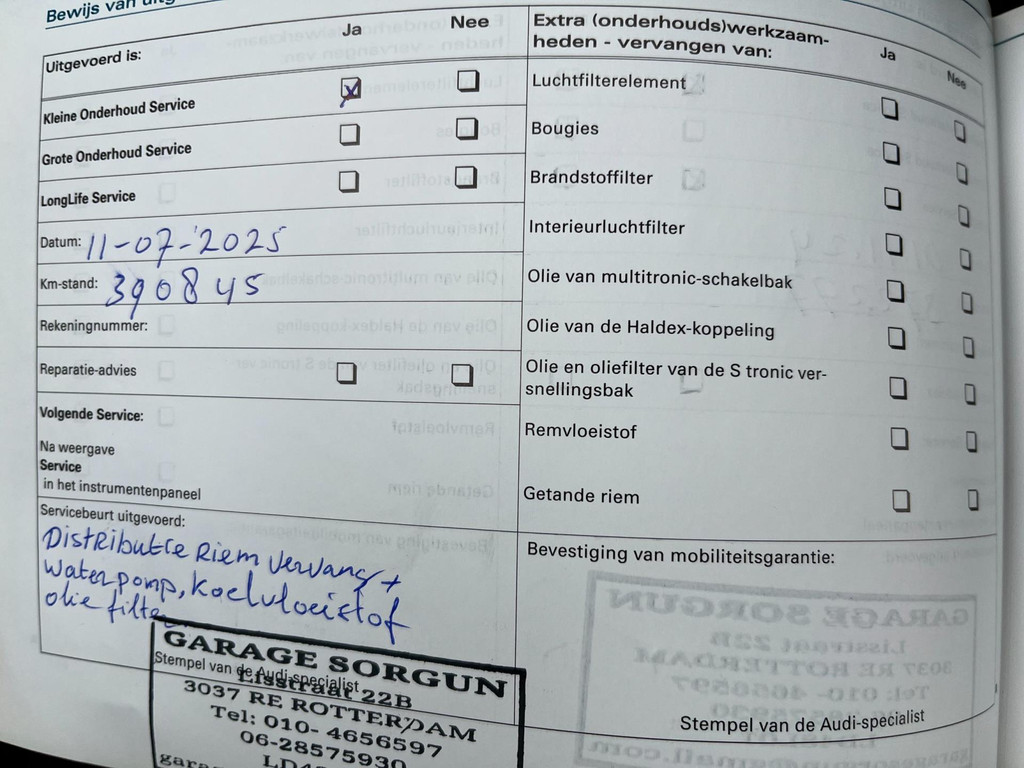 Bewijs van
Ja
Nee
Uitgevoerd is:
Kleine Onderhoud Service
Grote Onderhoud Service
LongLife Service
Datum: 11-07-'2025
Km-stand: 390845
Rekeningnummer:
Reparatie-advies
Volgende Service:
Na weergave
Service
in het instrumentenpaneel
Servicebeurt uitgevoerd:
Distributie Riem vervang +
Waterpomp, koelvloeistof
olie filte
GARAGE SORGUN
Stempel van de Audi-specialist
22B
3037 RE ROTTERDAM
Tel: 010- 4656597
06-28575930
Extra (onderhouds)werkzaam-
heden - vervangen van:
Ja
Nee
Luchtfilterelement
Bougies
Brandstoffilter
Interieurluchtfilter
Olie van multitronic-schakelbak
Olie van de Haldex-koppeling
Olie en oliefilter van de S tronic ver-
snellingsbak
Remvloeistof
Getande riem
Bevestiging van mobiliteitsgarantie:
Stempel van de Audi-specialist